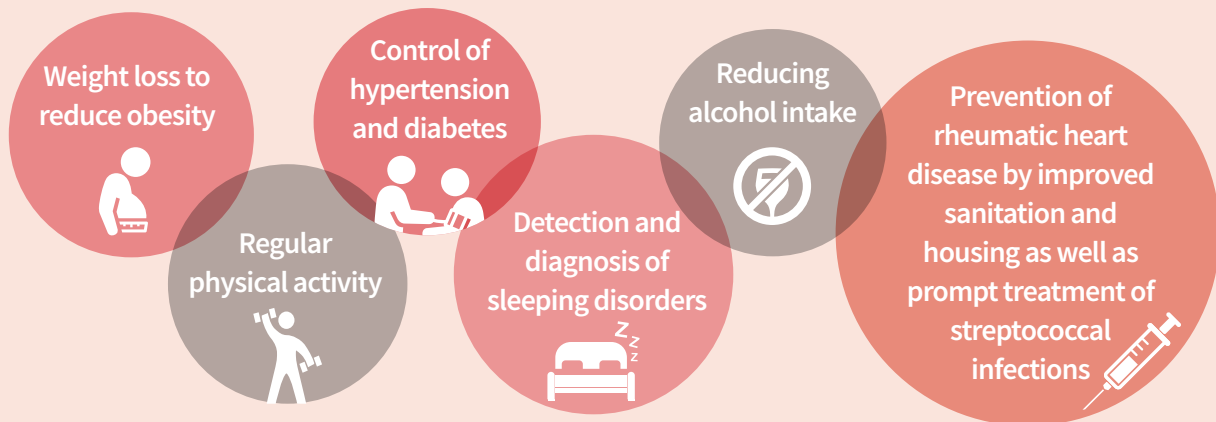 Weight loss to
reduce obesity
Regular
physical activity
Control of
hypertension
and diabetes
Detection and
diagnosis of
sleeping disorders
z
z
z
Reducing
alcohol intake
Prevention of
rheumatic heart
disease by improved
sanitation and
housing as well as
prompt treatment of
streptococcal
infections